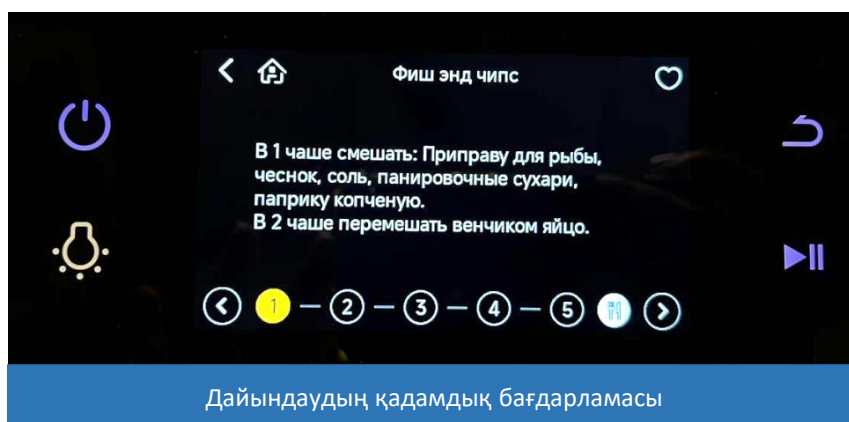 Фиш энд чипс
В 1 чаше смешать: Приправу для рыбы,
чеснок, соль, панировочные сухари,
паприку копченую.
В 2 чаше перемешать венчиком яйцо.
1 2 3 4 5
Дайындаудың қадамдық бағдарламасы